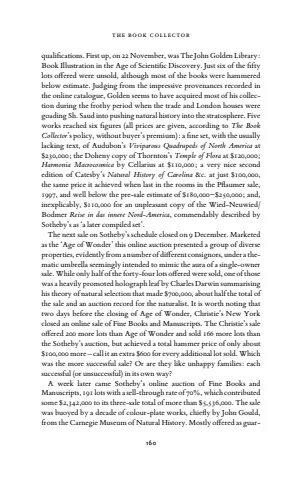 THE BOOK COLLECTOR
qualifications. First up, on 22 November, was The John Golden Library:
Book Illustration in the Age of Scientific Discovery. Just six of the fifty
lots offered were unsold, although most of the books were hammered
below estimate. Judging from the impressive provenances recorded in
the online catalogue, Golden seems to have acquired most of his collec-
tion during the frothy period when the trade and London houses were
goading Sh. Saud into pushing natural history into the stratosphere. Five
works reached six figures (all prices are given, according to The Book
Collector's policy, without buyer's premium): a fine set, with the usually
lacking text, of Audubon's Viviparous Quadrupeds of North America at
$230,000; the Doheny copy of Thornton's Temple of Flora at $120,000;
Harmonia Macrocosmica by Cellarius at $110,000; a very nice second
edition of Catesby's Natural History of Carolina &c. at just $100,000,
the same price it achieved when last in the rooms in the Pflaumer sale,
1997, and well below the pre-sale estimate of $180,000–$250,000; and,
inexplicably, $110,000 for an unpleasant copy of the Wied-Neuwied/
Bodmer Reise in das innere Nord-America, commendably described by
Sotheby's as 'a later compiled set'.
The next sale on Sotheby's schedule closed on 9 December. Marketed
as the 'Age of Wonder' this online auction presented a group of diverse
properties, evidently from a number of different consignors, under a the-
matic umbrella seemingly intended to mimic the aura of a single-owner
sale. While only half of the forty-four lots offered were sold, one of those
was a heavily promoted holograph leaf by Charles Darwin summarising
his theory of natural selection that made $700,000, about half the total of
the sale and an auction record for the naturalist. It is worth noting that
two days before the closing of Age of Wonder, Christie's New York
closed an online sale of Fine Books and Manuscripts. The Christie's sale
offered 200 more lots than Age of Wonder and sold 166 more lots than
the Sotheby's auction, but achieved a total hammer price of only about
$100,000 more – call it an extra $600 for every additional lot sold. Which
was the more successful sale? Or are they like unhappy families: each
successful (or unsuccessful) in its own way?
A week later came Sotheby's online auction of Fine Books and
Manuscripts, 191 lots with a sell-through rate of 70%, which contributed
some $2,342,000 to its three-sale total of more than $5,536,000. The sale
was buoyed by a decade of colour-plate works, chiefly by John Gould,
from the Carnegie Museum of Natural History. Mostly offered as guar-
160